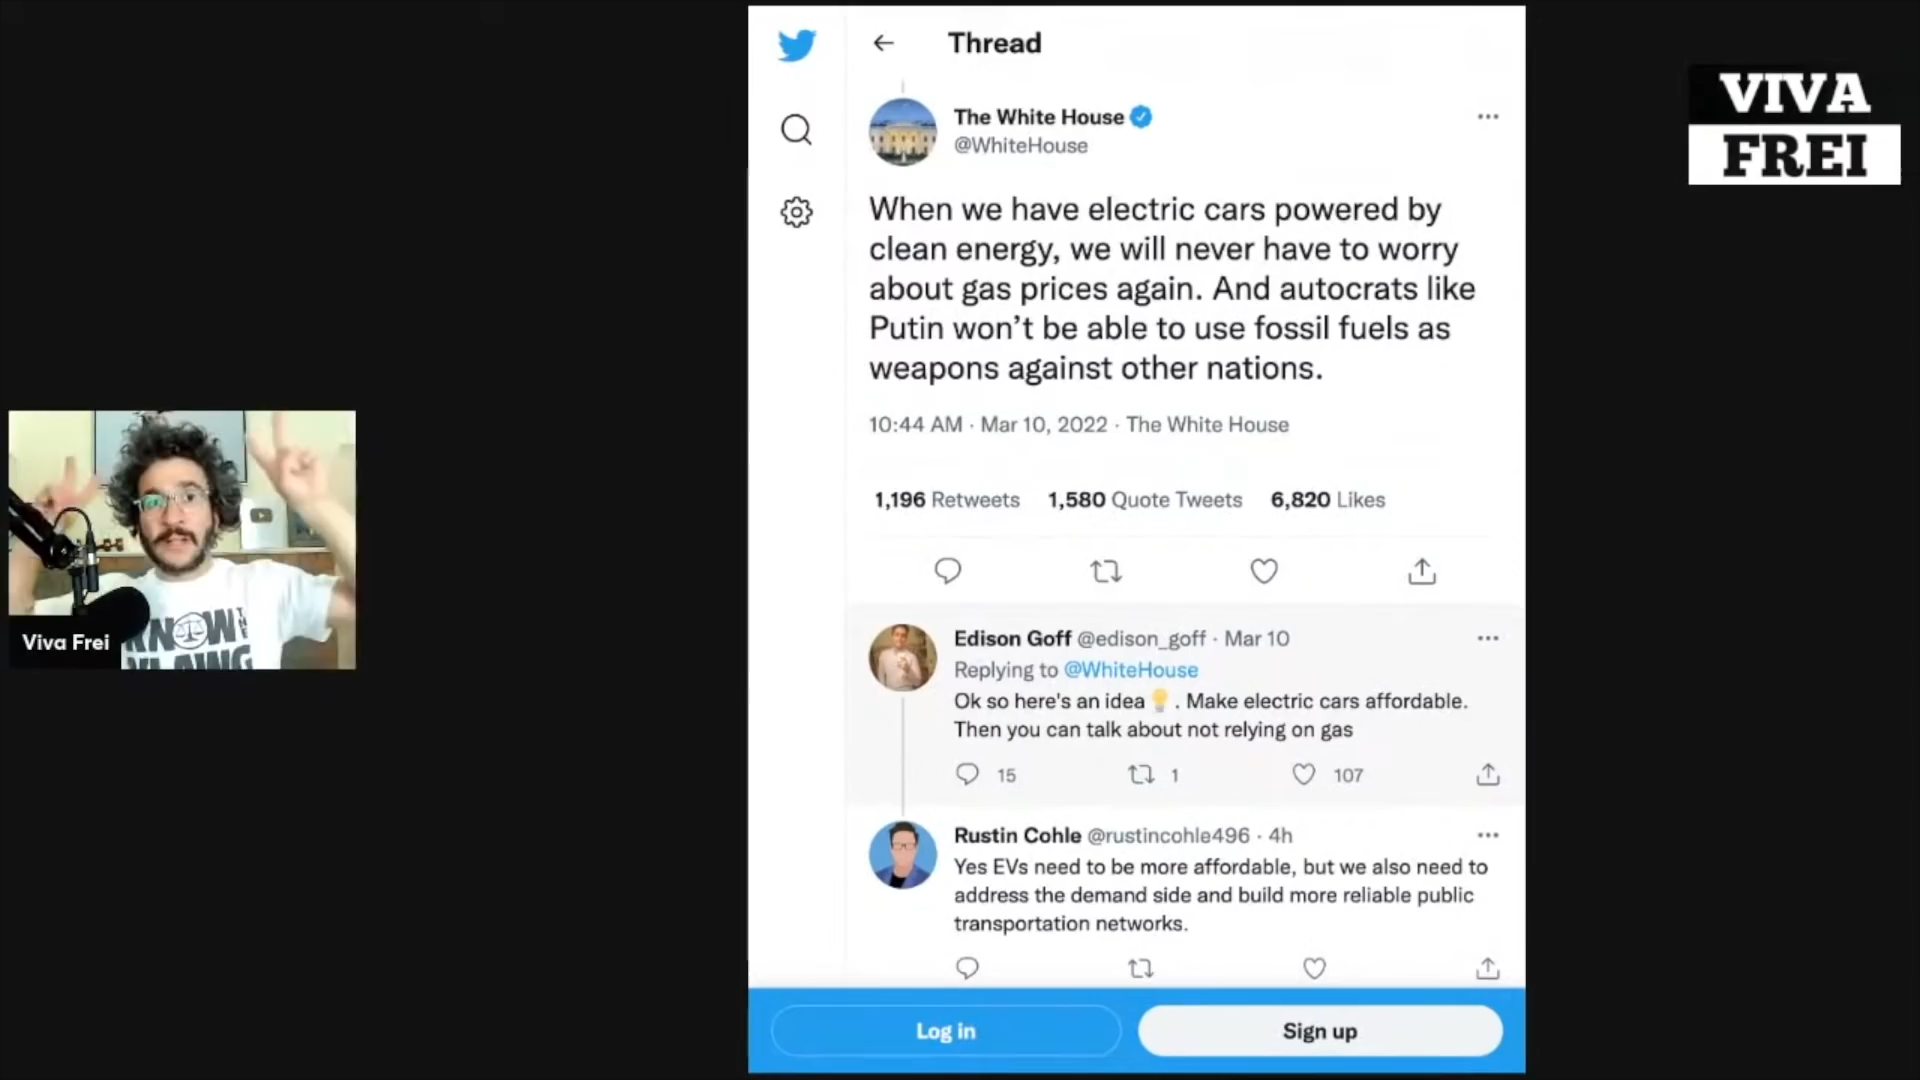 Thread
VIVA
FREI
The White House
@WhiteHouse
When we have electric cars powered by
clean energy, we will never have to worry
about gas prices again. And autocrats like
Putin won’t be able to use fossil fuels as
weapons against other nations.
10:44 AM · Mar 10, 2022 · The White House
1,196 Retweets 1,580 Quote Tweets 6,820 Likes
Edison Goff @edison_goff · Mar 10
Replying to @WhiteHouse
Ok so here's an idea 💡. Make electric cars affordable.
Then you can talk about not relying on gas
15 1 107
Rustin Cohle @rustincohle496 · 4h
Yes EVs need to be more affordable, but we also need to
address the demand side and build more reliable public
transportation networks.
Log in Sign up
Viva Frei
KNOW THE